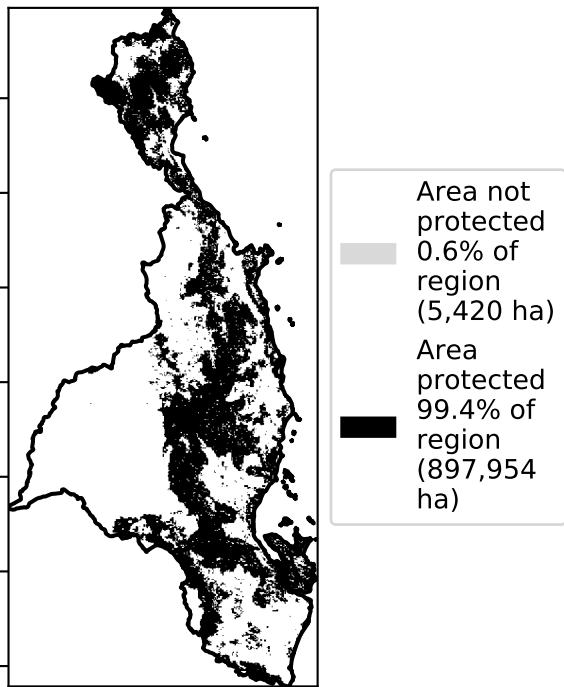 Area not
protected
0.6% of
region
(5,420 ha)
Area
protected
99.4% of
region
(897,954
ha)